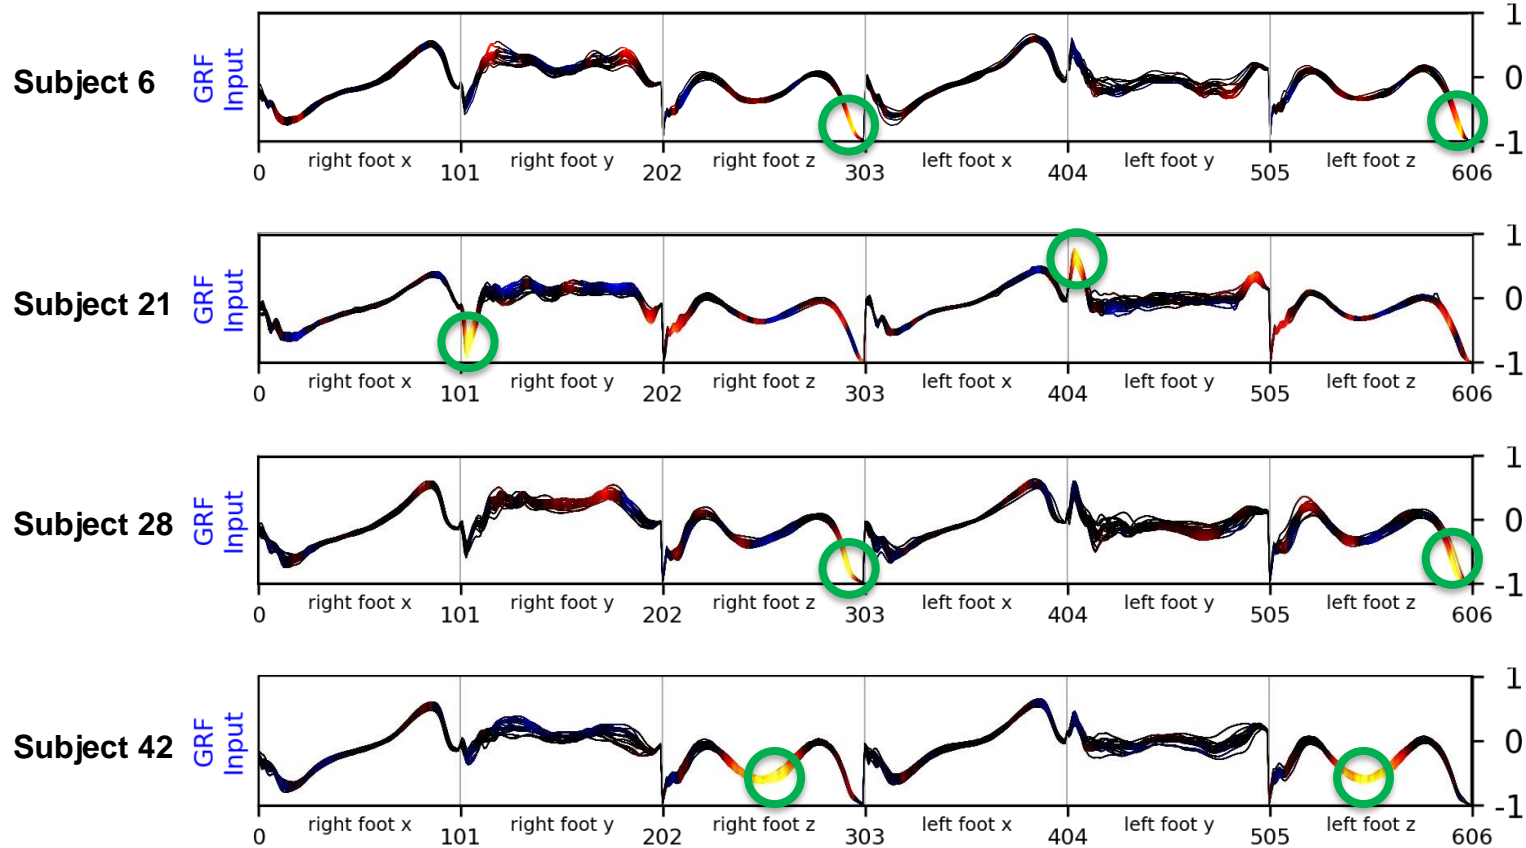 Subject 6
GRF
Input
1
0
-1
right foot x
right foot y
right foot z
left foot x
left foot y
left foot z
0
101
202
303
404
505
606
Subject 21
GRF
Input
1
0
-1
right foot x
right foot y
right foot z
left foot x
left foot y
left foot z
0
101
202
303
404
505
606
Subject 28
GRF
Input
1
0
-1
right foot x
right foot y
right foot z
left foot x
left foot y
left foot z
0
101
202
303
404
505
606
Subject 42
GRF
Input
1
0
-1
right foot x
right foot y
right foot z
left foot x
left foot y
left foot z
0
101
202
303
404
505
606